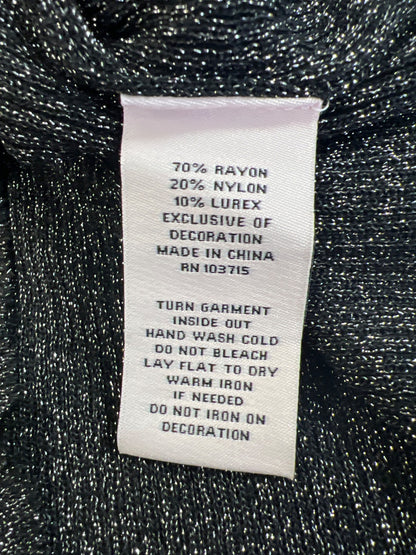 70% RAYON
20% NYLON
10% LUREX
EXCLUSIVE OF
DECORATION
MADE IN CHINA
RN 103715
TURN GARMENT
INSIDE OUT
HAND WASH COLD
DO NOT BLEACH
LAY FLAT TO DRY
WARM IRON
IF NEEDED
DO NOT IRON ON
DECORATION